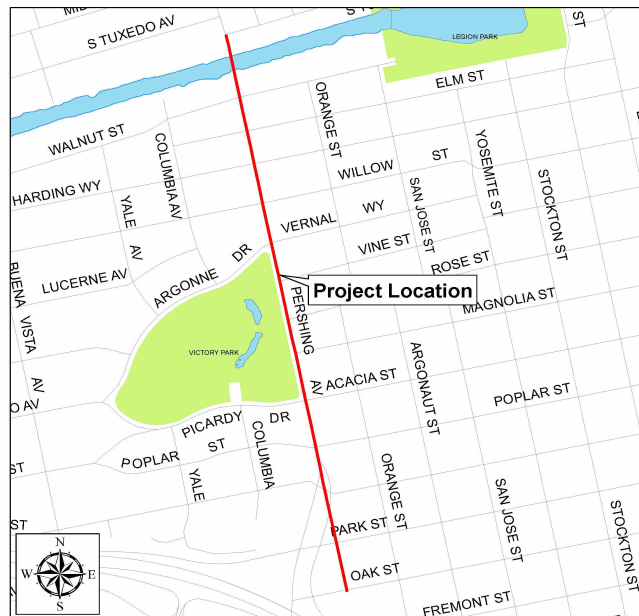 MID
S TUXEDO AV
S T
LEGION PARK
ST
ELM ST
WALNUT ST
ORANGE ST
COLUMBIA AV
YOSEMITE ST
WILLOW ST
HARDING WY
YALE AV
SAN JOSE ST
STOCKTON ST
VERNAL WY
VINE ST
ARGONNE DR
ROSE ST
LUCERNE AV
BUENA VISTA AV
Project Location
MAGNOLIA ST
PERSHING AV
VICTORY PARK
ARGONAUT ST
ACACIA ST
POPLAR ST
O AV
PICARDY DR
POPLAR ST
COLUMBIA
YALE
ORANGE ST
ST
SAN JOSE ST
STOCKTON
PARK ST
ST
OAK ST
FREMONT ST
N
W E
S